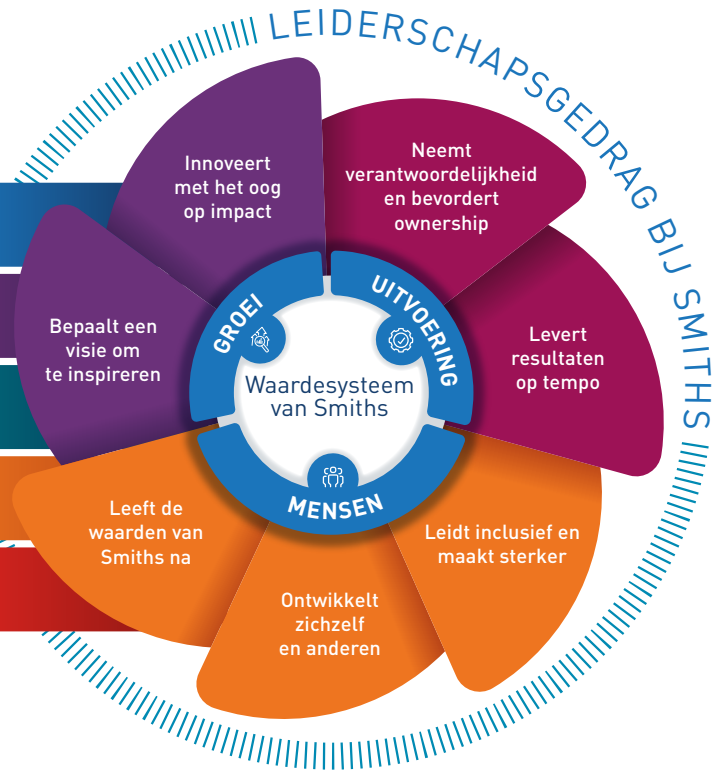 LEIDERSCHAPSGEDRAG BIJ SMITHS
Innoveert
met het oog
op impact
Neemt
verantwoordelijkheid
en bevordert
ownership
Bepaalt een
visie om
te inspireren
Levert
resultaten
op tempo
GROEI
UITVOERING
Waardesysteem
van Smiths
MENSEN
Leeft de
waarden van
Smiths na
Leidt inclusief en
maakt sterker
Ontwikkelt
zichzelf
en anderen